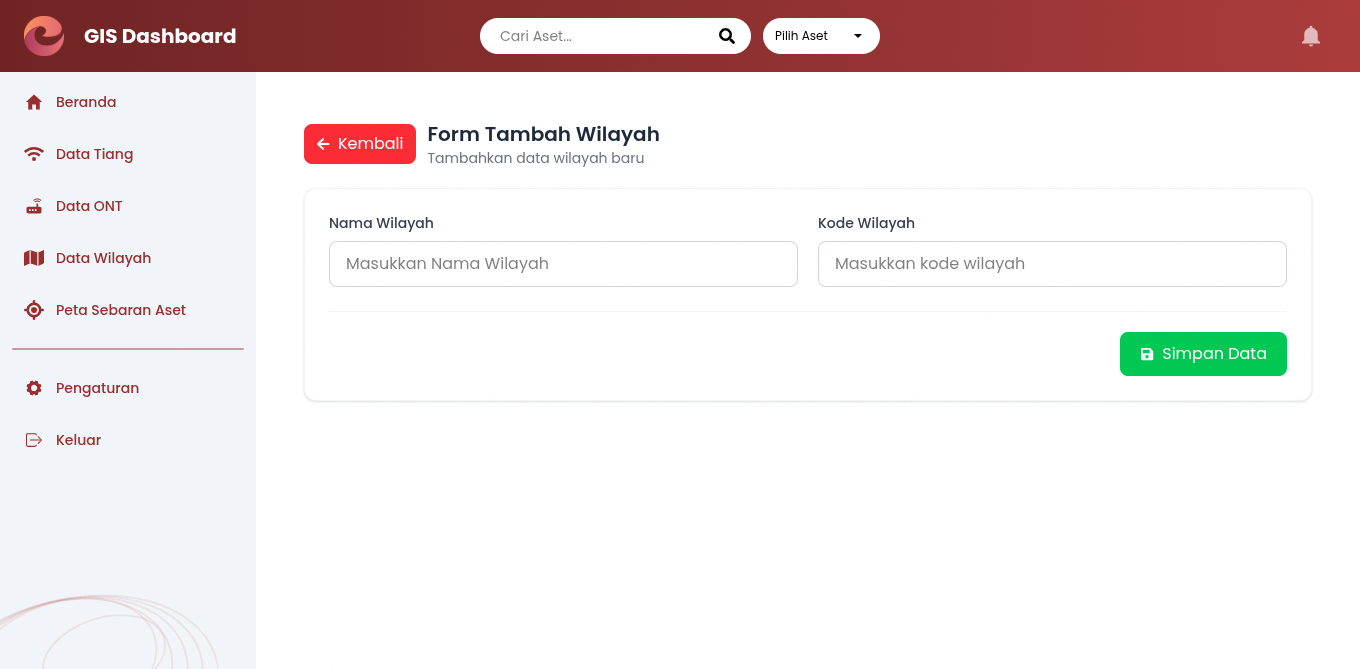 GIS Dashboard
Cari Aset...
Pilih Aset
Beranda
Data Tiang
Data ONT
Data Wilayah
Peta Sebaran Aset
Pengaturan
Keluar
Kembali
Form Tambah Wilayah
Tambahkan data wilayah baru
Nama Wilayah
Kode Wilayah
Masukkan Nama Wilayah
Masukkan kode wilayah
Simpan Data